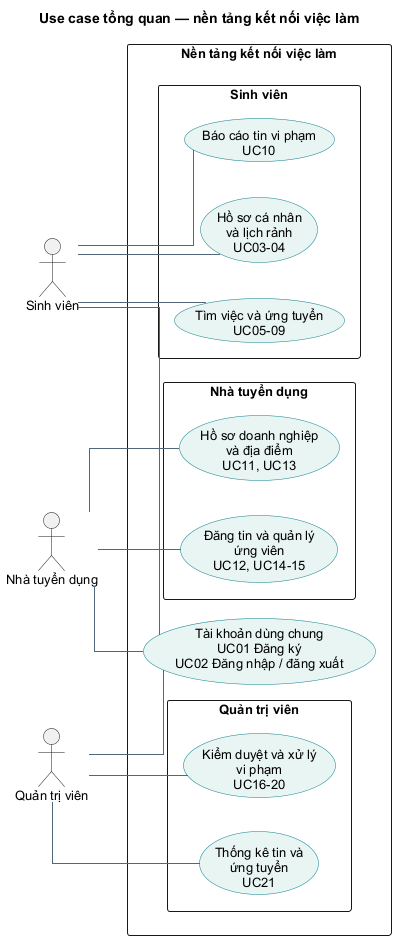 Use case tổng quan — nền tảng kết nối việc làm
Nền tảng kết nối việc làm
Sinh viên
Báo cáo tin vi phạm
UC10
Hồ sơ cá nhân
và lịch rảnh
UC03-04
Sinh viên
Tìm việc và ứng tuyển
UC05-09
Nhà tuyển dụng
Hồ sơ doanh nghiệp
và địa điểm
UC11, UC13
Đăng tin và quản lý
ứng viên
UC12, UC14-15
Nhà tuyển dụng
Tài khoản dùng chung
UC01 Đăng ký
UC02 Đăng nhập / đăng xuất
Quản trị viên
Kiểm duyệt và xử lý
vi phạm
UC16-20
Quản trị viên
Thống kê tin và
ứng tuyển
UC21